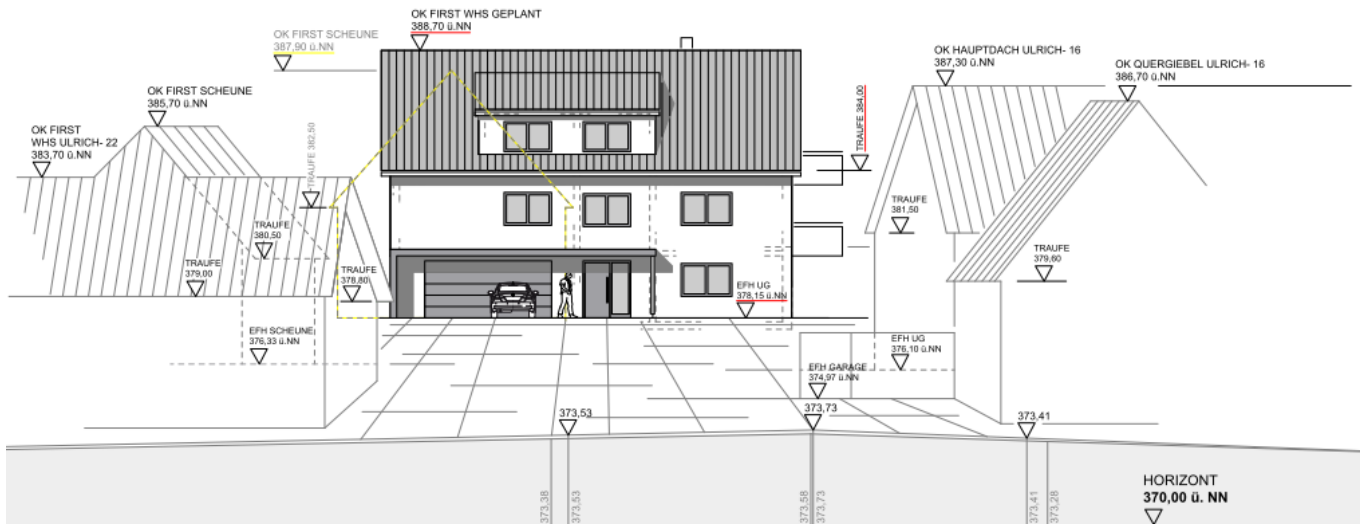 OK FIRST WHS GEPLANT
388,70 ü.NN
OK FIRST SCHEUNE
387,90 ü.NN
OK HAUPTDACH ULRICH- 16
387,30 ü.NN
OK QUERGIEBEL ULRICH- 16
386,70 ü.NN
OK FIRST SCHEUNE
385,70 ü.NN
OK FIRST
WHS ULRICH- 22
383,70 ü.NN
TRAUFE 382,50
TRAUFE 384,00
TRAUFE
381,50
TRAUFE
380,50
TRAUFE
379,00
TRAUFE
378,80
TRAUFE
379,60
EFH UG
378,15 ü.NN
EFH SCHEUNE
376,33 ü.NN
EFH UG
376,10 ü.NN
EFH GARAGE
374,97 ü.NN
373,53
373,73
373,41
373,38
373,53
373,58
373,73
373,41
373,28
HORIZONT
370,00 ü. NN